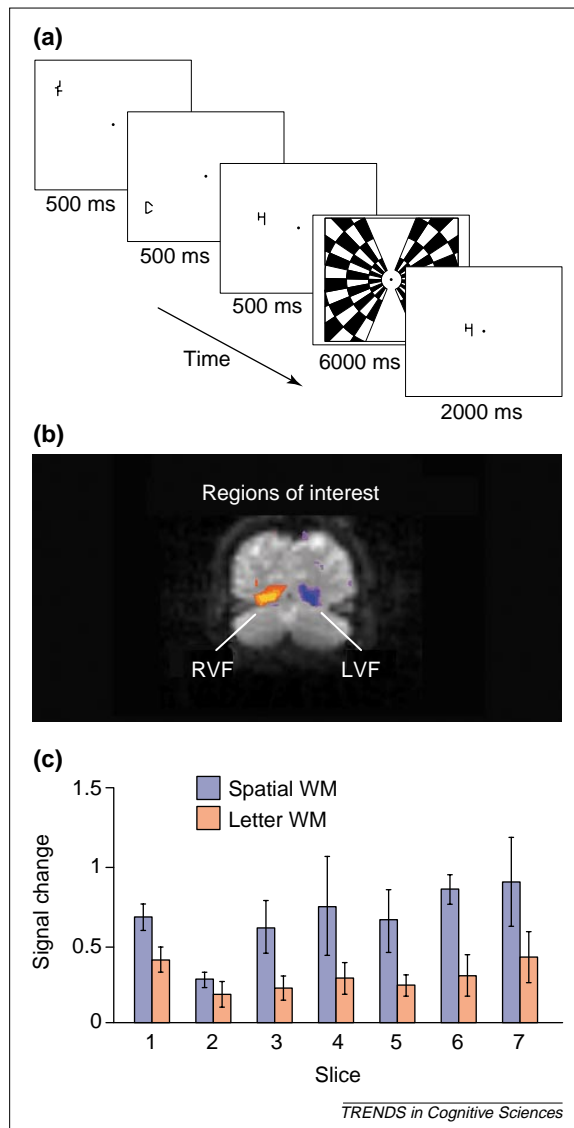 (a)
500 ms
500 ms
500 ms
6000 ms
2000 ms
Time
(b)
Regions of interest
RVF
LVF
(c)
Spatial WM
Letter WM
Signal change
1.5
1
0.5
0
1 2 3 4 5 6 7
Slice
TRENDS in Cognitive Sciences